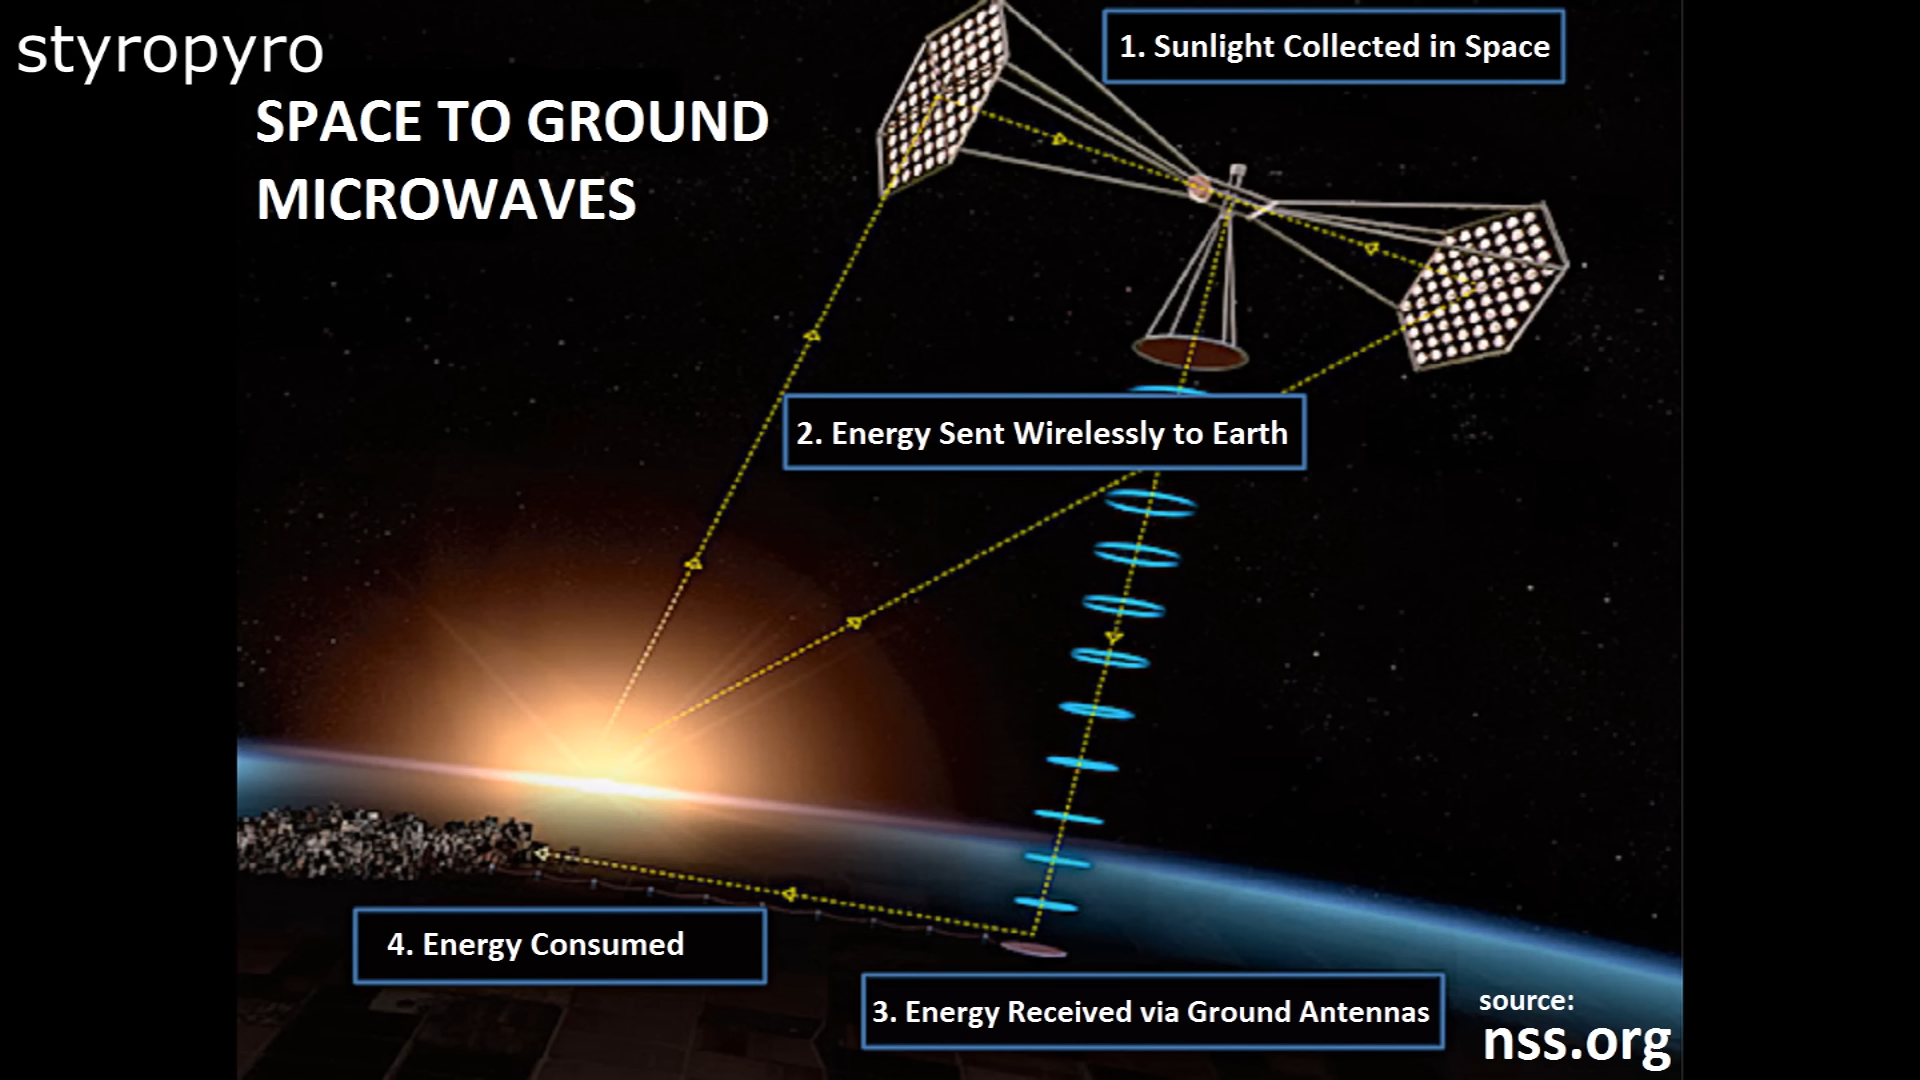 styropyro
SPACE TO GROUND
MICROWAVES
1. Sunlight Collected in Space
2. Energy Sent Wirelessly to Earth
4. Energy Consumed
3. Energy Received via Ground Antennas
source:
nss.org